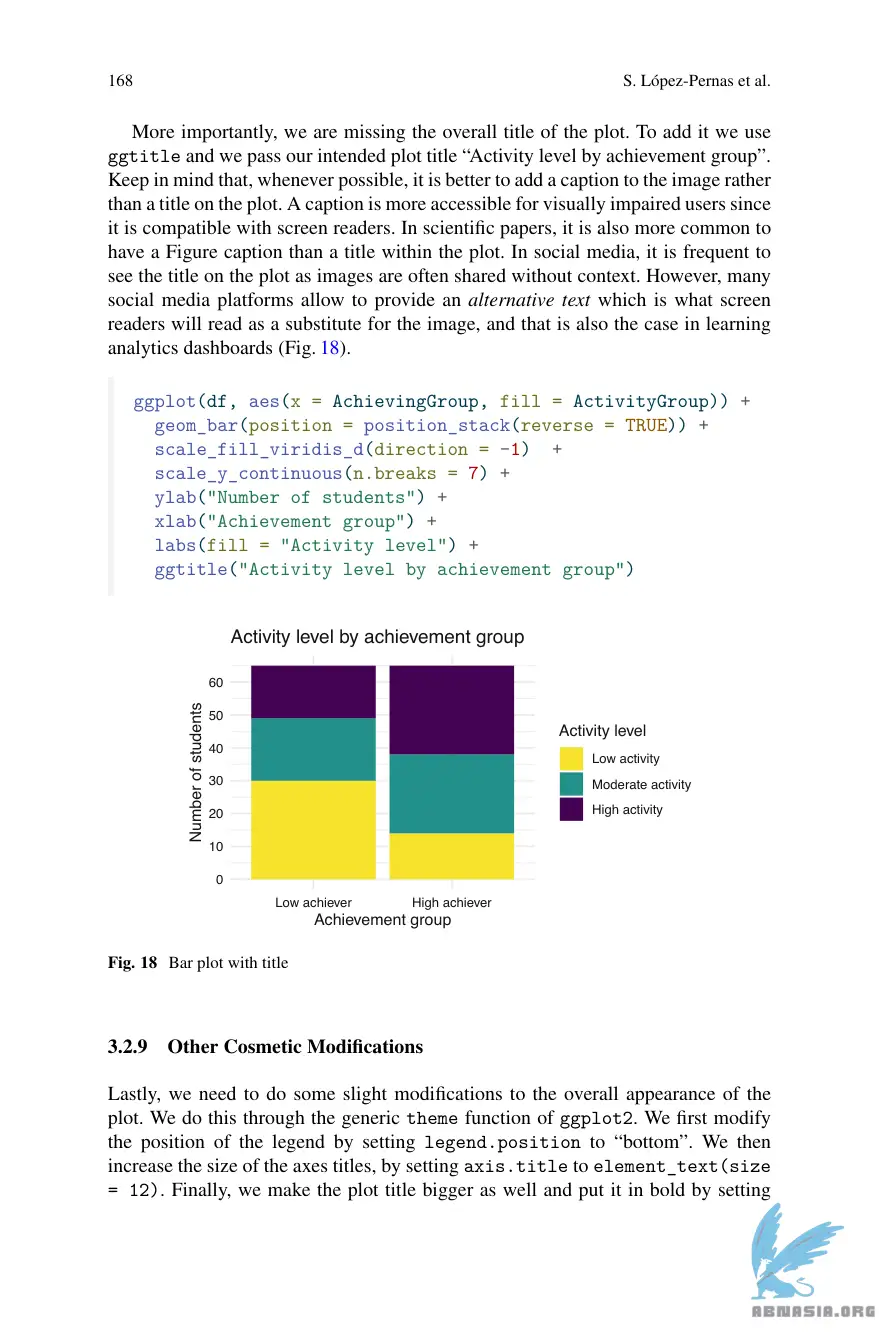 168
S. López-Pernas et al.
More importantly, we are missing the overall title of the plot. To add it we use
ggtitle and we pass our intended plot title “Activity level by achievement group”.
Keep in mind that, whenever possible, it is better to add a caption to the image rather
than a title on the plot. A caption is more accessible for visually impaired users since
it is compatible with screen readers. In scientific papers, it is also more common to
have a Figure caption than a title within the plot. In social media, it is frequent to
see the title on the plot as images are often shared without context. However, many
social media platforms allow to provide an alternative text which is what screen
readers will read as a substitute for the image, and that is also the case in learning
analytics dashboards (Fig. 18).
ggplot(df, aes(x = AchievingGroup, fill = ActivityGroup)) +
  geom_bar(position = position_stack(reverse = TRUE)) +
  scale_fill_viridis_d(direction = -1)  +
  scale_y_continuous(n.breaks = 7) +
  ylab("Number of students") +
  xlab("Achievement group") +
  labs(fill = "Activity level") +
  ggtitle("Activity level by achievement group")
Activity level by achievement group
Number of students
60
50
40
30
20
10
0
Low achiever
High achiever
Achievement group
Activity level
Low activity
Moderate activity
High activity
Fig. 18 Bar plot with title
3.2.9 Other Cosmetic Modifications
Lastly, we need to do some slight modifications to the overall appearance of the
plot. We do this through the generic theme function of ggplot2. We first modify
the position of the legend by setting legend.position to “bottom”. We then
increase the size of the axes titles, by setting axis.title to element_text(size
= 12). Finally, we make the plot title bigger as well and put it in bold by setting
ABNASIA.ORG